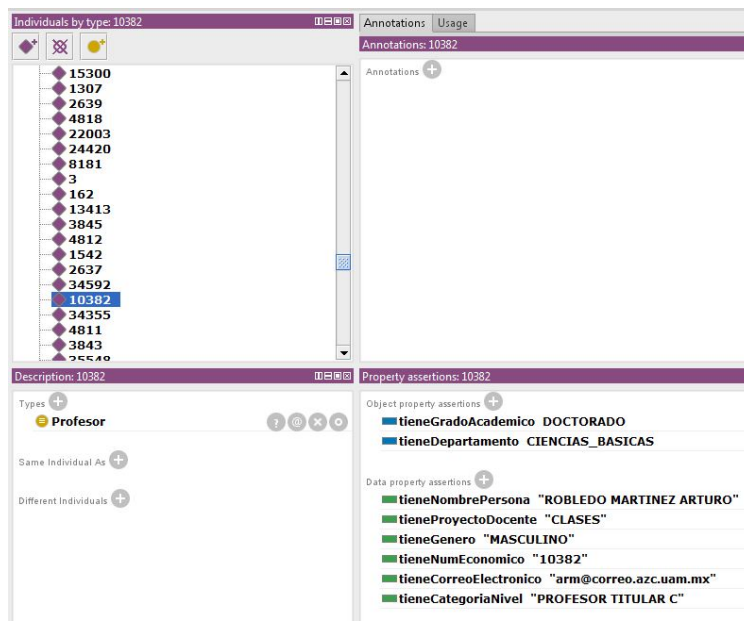 Individuals by type: 10382
15300
1307
2639
4818
22003
24420
8181
3
162
13413
3845
4812
1542
2637
34592
10382
34355
4811
3843
35548
Annotations Usage
Annotations: 10382
Annotations
Description: 10382
Types
Profesor
Same Individual As
Different Individuals
Property assertions: 10382
Object property assertions
tieneGradoAcademico DOCTORADO
tieneDepartamento CIENCIAS_BASICAS
Data property assertions
tieneNombrePersona "ROBLEDO MARTINEZ ARTURO"
tieneProyectoDocente "CLASES"
tieneGenero "MASCULINO"
tieneNumEconomico "10382"
tieneCorreoElectronico "arm@correo.azc.uam.mx"
tieneCategoriaNivel "PROFESOR TITULAR C"